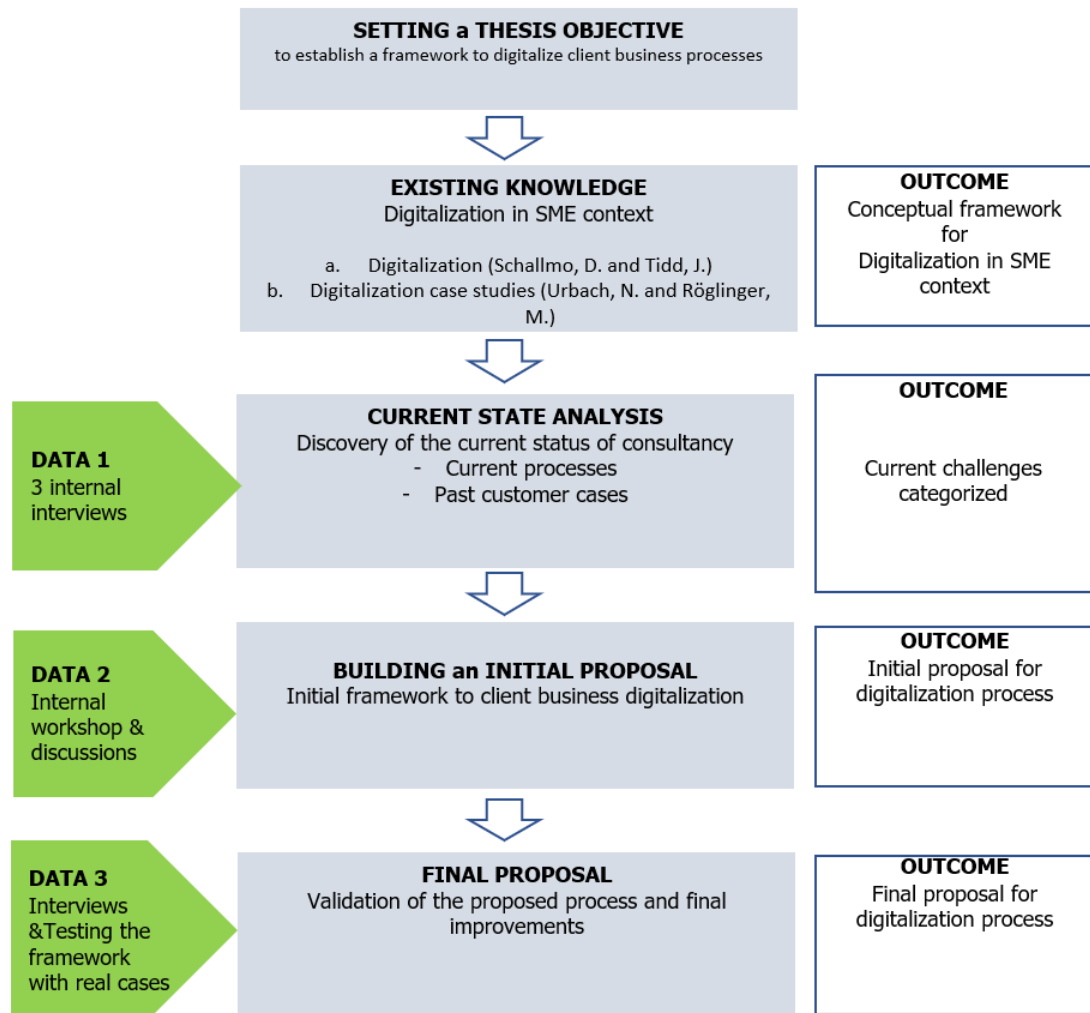 SETTING a THESIS OBJECTIVE
to establish a framework to digitalize client business processes
EXISTING KNOWLEDGE
Digitalization in SME context
a. Digitalization (Schallmo, D. and Tidd, J.)
b. Digitalization case studies (Urbach, N. and Röglinger,
M.)
OUTCOME
Conceptual framework
for
Digitalization in SME
context
DATA 1
3 internal
interviews
CURRENT STATE ANALYSIS
Discovery of the current status of consultancy
- Current processes
- Past customer cases
OUTCOME
Current challenges
categorized
DATA 2
Internal
workshop &
discussions
BUILDING an INITIAL PROPOSAL
Initial framework to client business digitalization
OUTCOME
Initial proposal for
digitalization process
DATA 3
Interviews
&Testing the
framework
with real cases
FINAL PROPOSAL
Validation of the proposed process and final
improvements
OUTCOME
Final proposal for
digitalization process